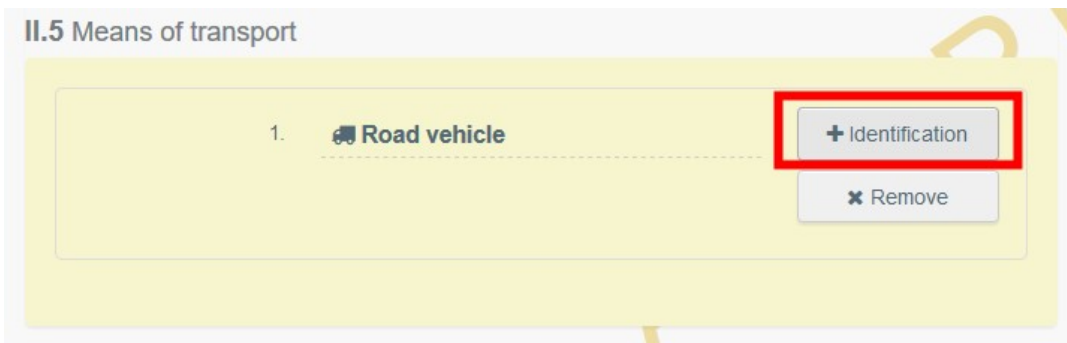 II.5 Means of transport
1. Road vehicle
+ Identification
× Remove